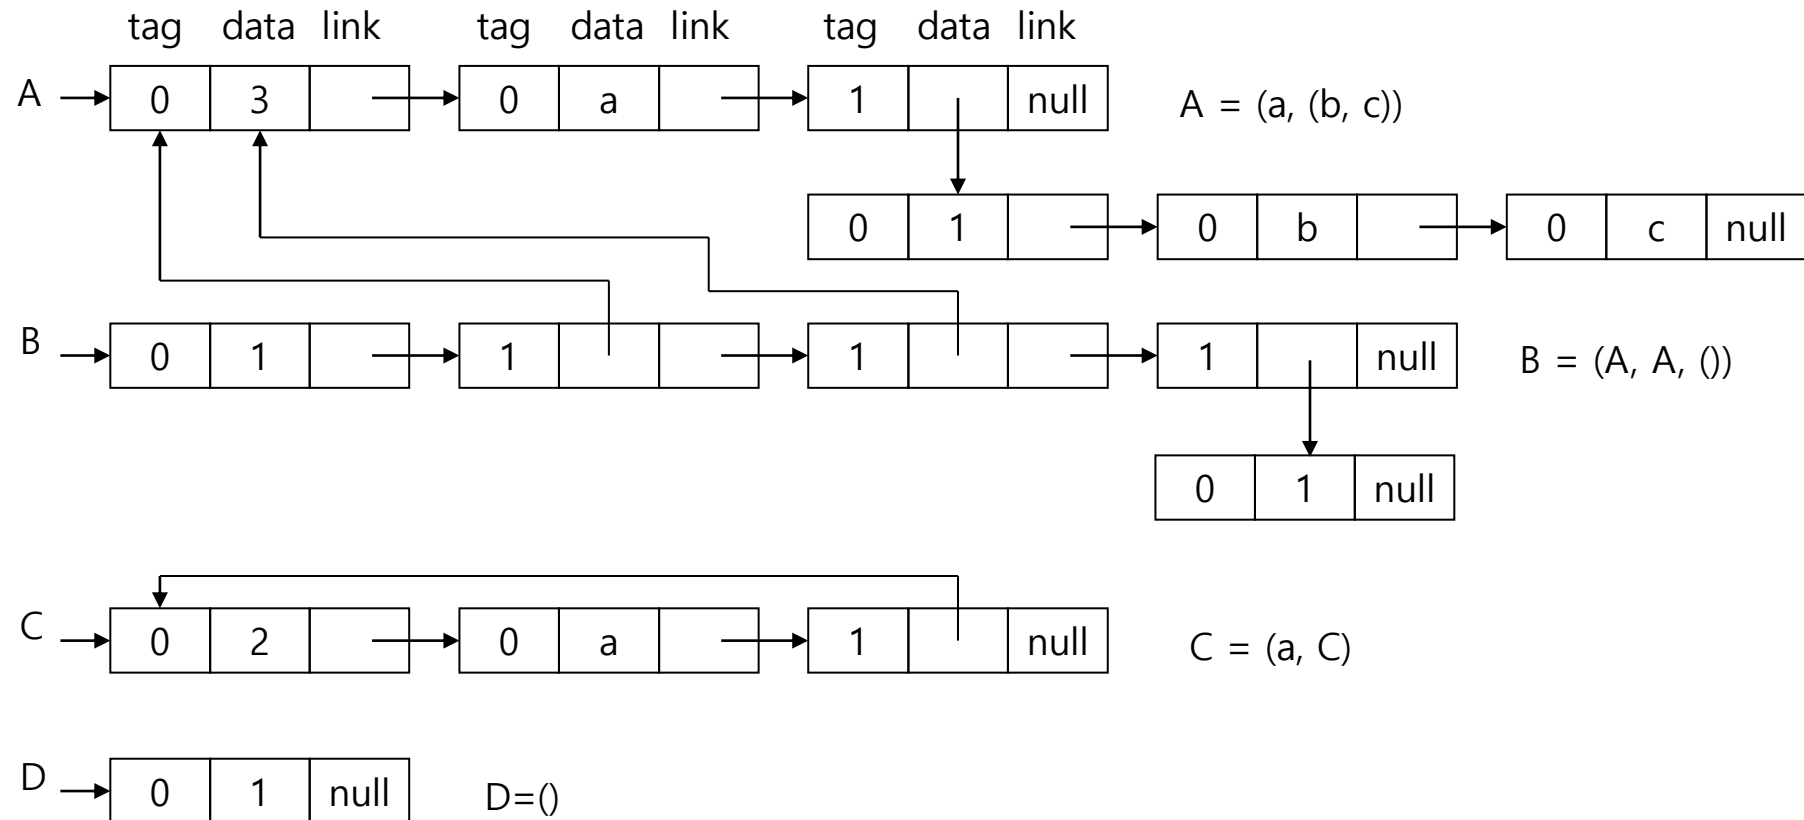 tag data link tag data link tag data link
A 0 3 0 a 1 null A = (a, (b, c))
0 1 0 b 0 c null
B 0 1 1 1 1 null B = (A, A, ())
0 1 null
C 0 2 0 a 1 null C = (a, C)
D 0 1 null D=()